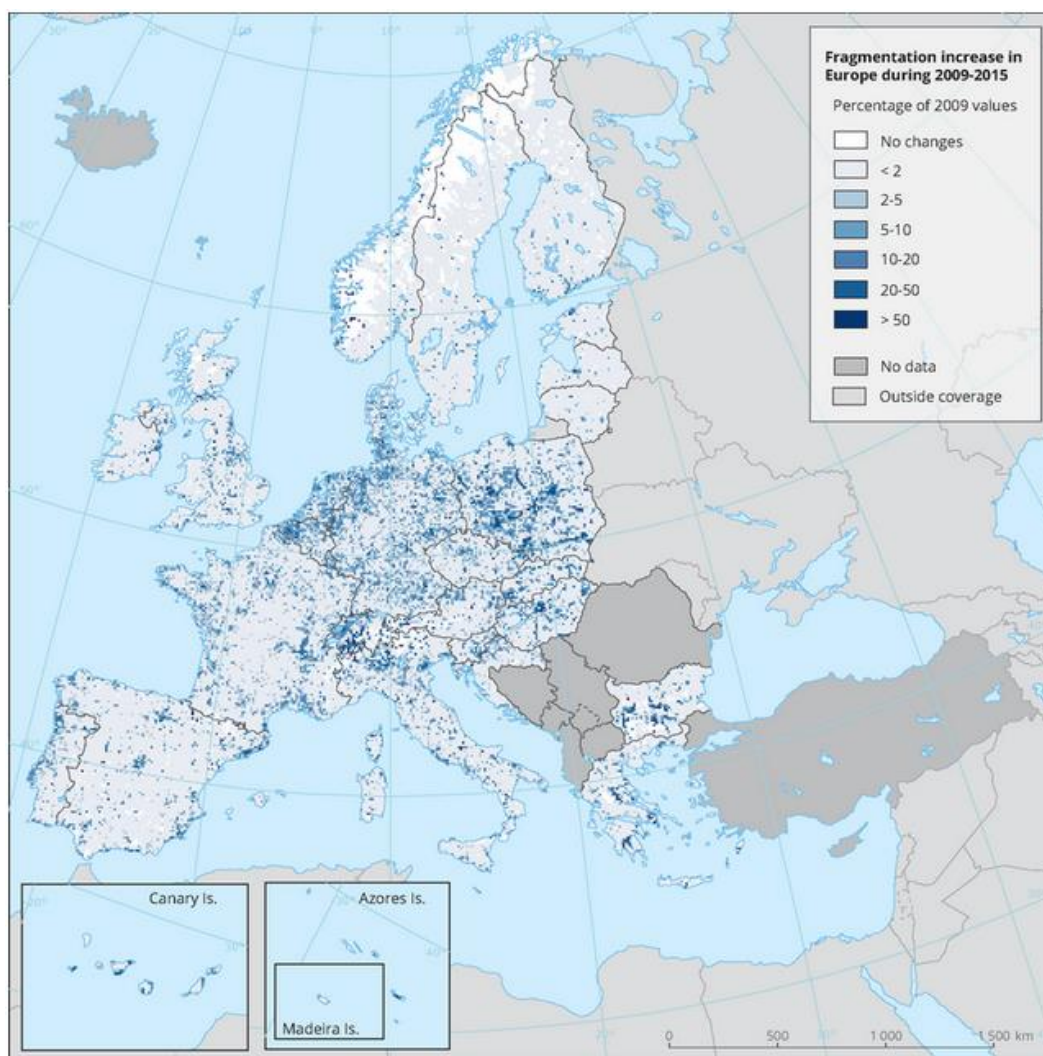 Fragmentation increase in
Europe during 2009-2015
Percentage of 2009 values
No changes
< 2
2-5
5-10
10-20
20-50
> 50
No data
Outside coverage
Canary Is.
Azores Is.
Madeira Is.
0 500 1 000 1 500 km